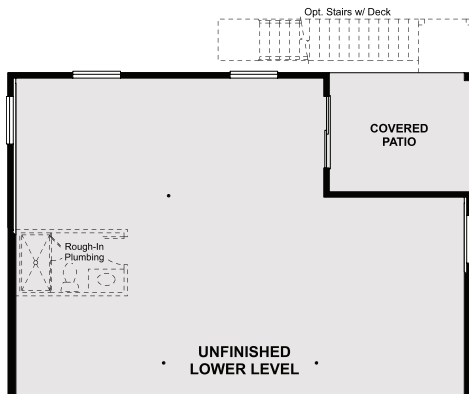 Opt. Stairs w/ Deck
COVERED
PATIO
Rough-In
Plumbing
UNFINISHED
LOWER LEVEL